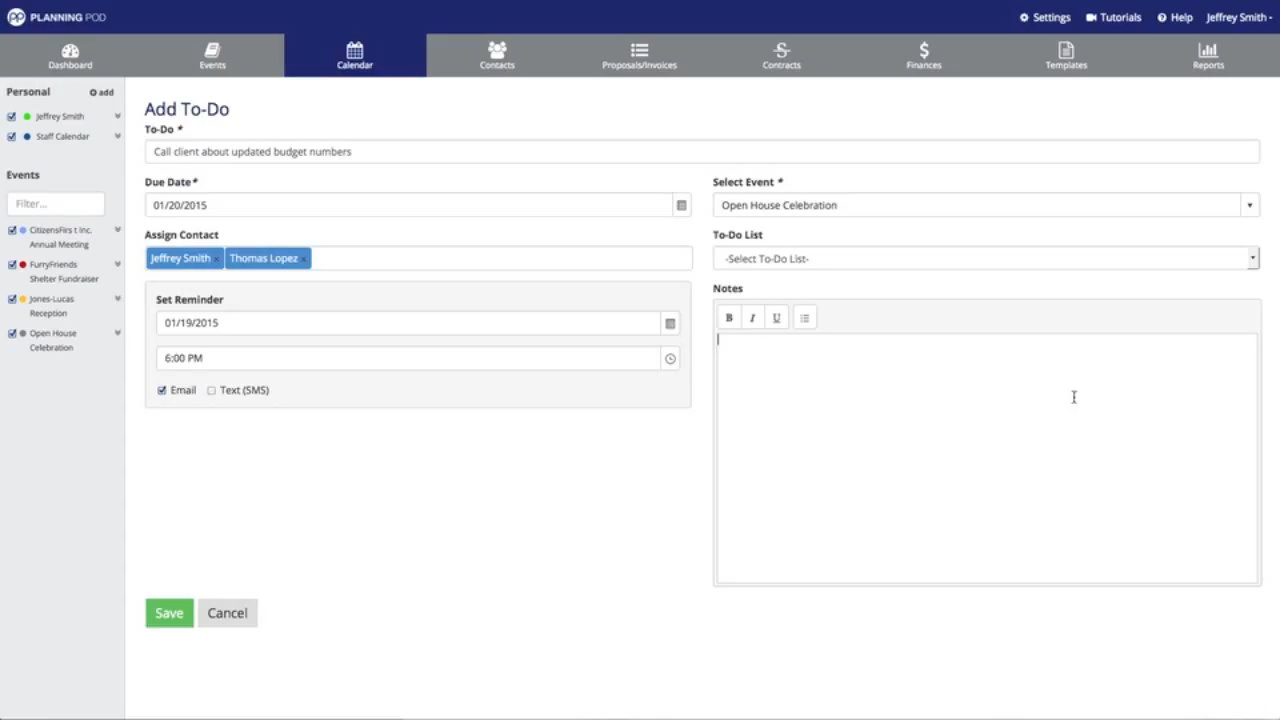 PP PLANNING POD
Settings Tutorials Help Jeffrey Smith
Dashboard Events Calendar Contacts Proposals/Invoices Contracts Finances Templates Reports
Personal add
Jeffrey Smith
Staff Calendar
Events
Filter...
CitizensFirs t Inc.
Annual Meeting
FurryFriends
Shelter Fundraiser
Jones-Lucas
Reception
Open House
Celebration
Add To-Do
To-Do *
Call client about updated budget numbers
Due Date*
01/20/2015
Select Event *
Open House Celebration
Assign Contact
Jeffrey Smith × Thomas Lopez ×
To-Do List
-Select To-Do List-
Set Reminder
01/19/2015
6:00 PM
Email Text (SMS)
Notes
B I U
Save Cancel